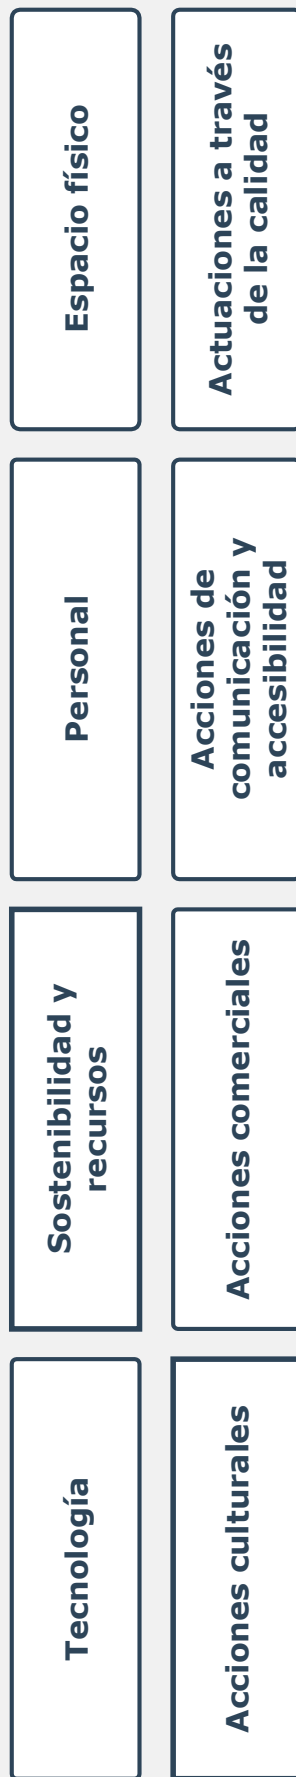 Tecnología
Sostenibilidad y
recursos
Personal
Espacio físico
Acciones culturales
Acciones comerciales
Acciones de
comunicación y
accesibilidad
Actuaciones a través
de la calidad